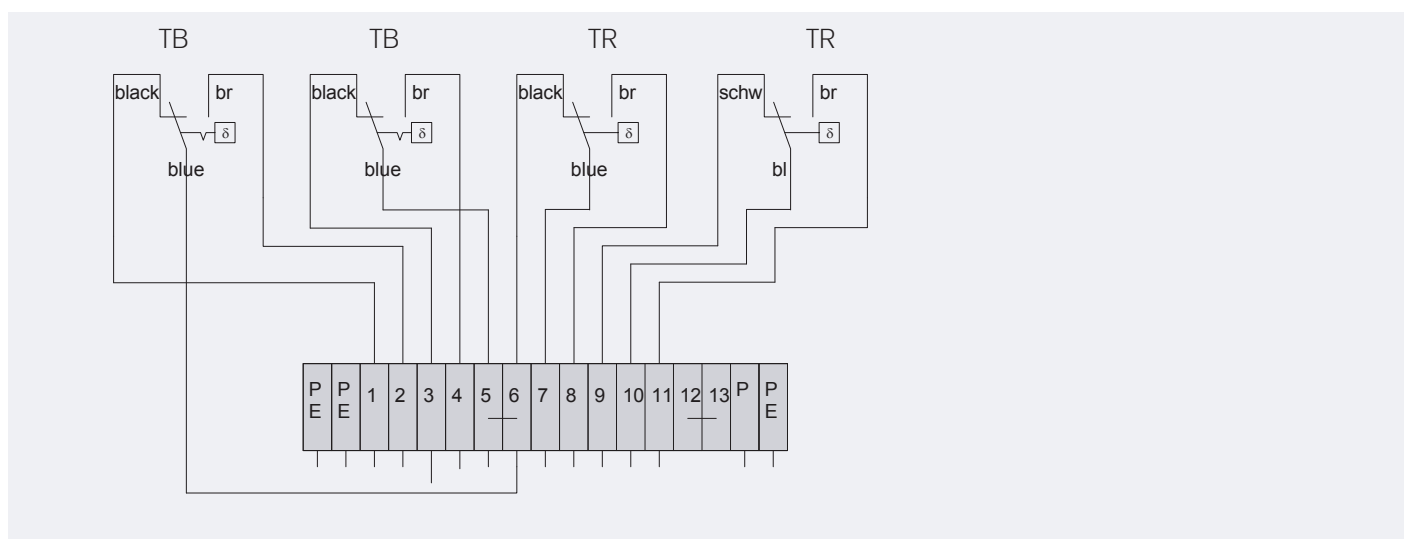 TB TB TR TR
black br black br black br schw br
δ δ δ δ
blue blue blue bl
P P 1 2 3 4 5 6 7 8 9 10 11 12 13 P P
E E E